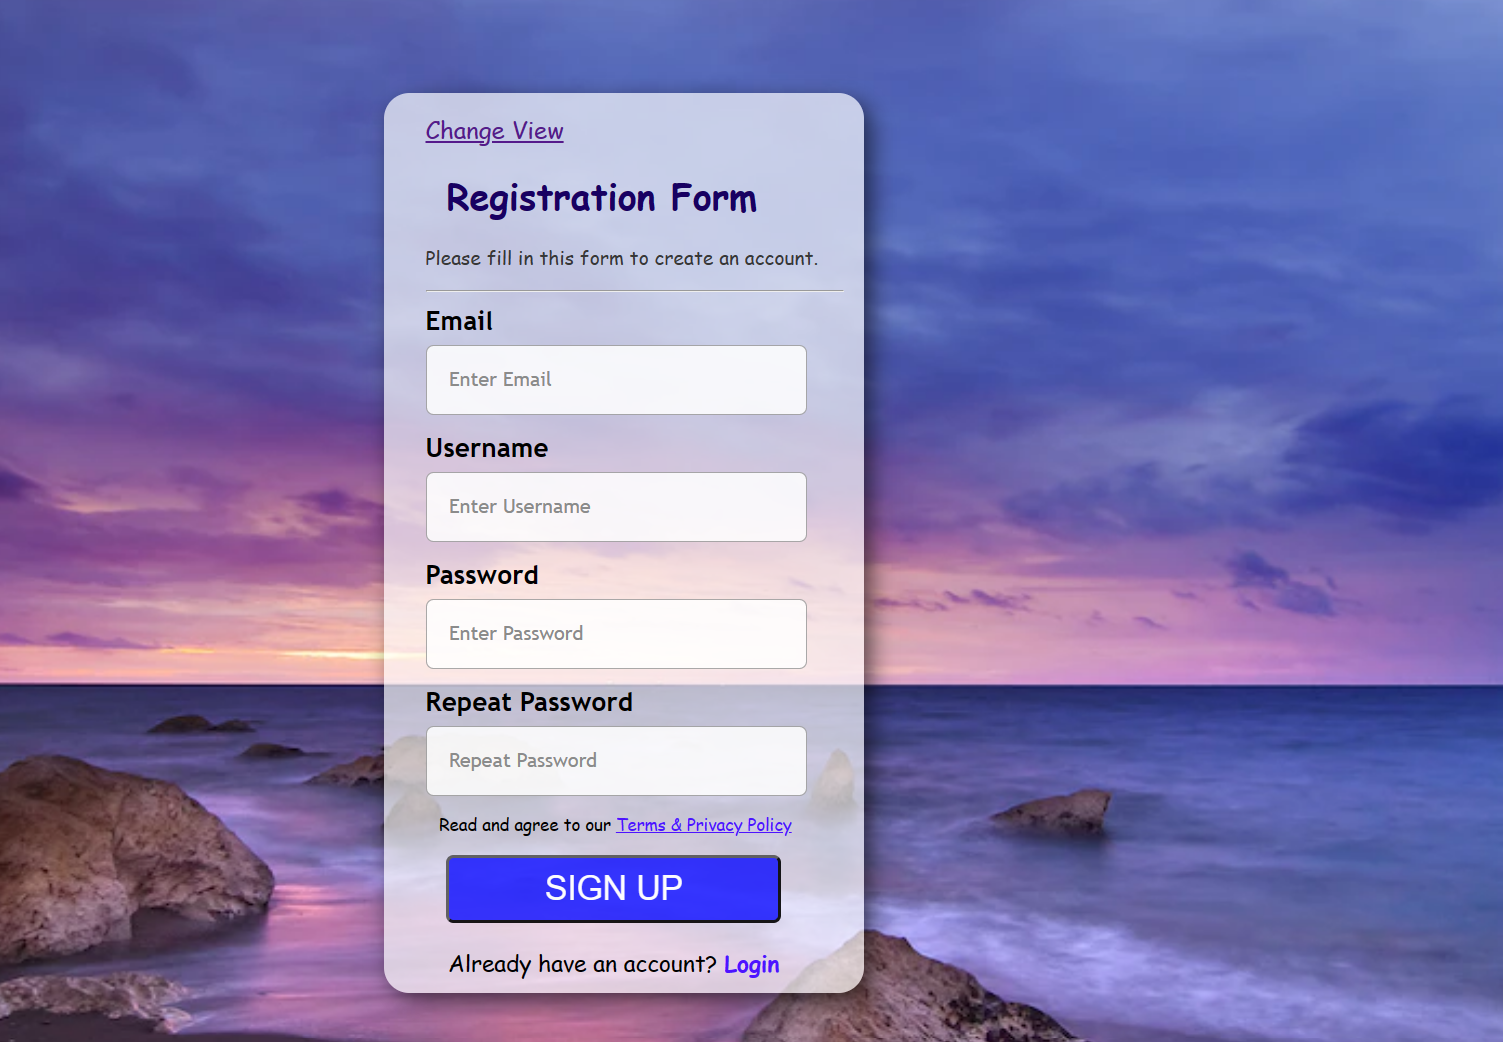 Change View
Registration Form
Please fill in this form to create an account.
Email
Enter Email
Username
Enter Username
Password
Enter Password
Repeat Password
Repeat Password
Read and agree to our Terms & Privacy Policy
SIGN UP
Already have an account? Login